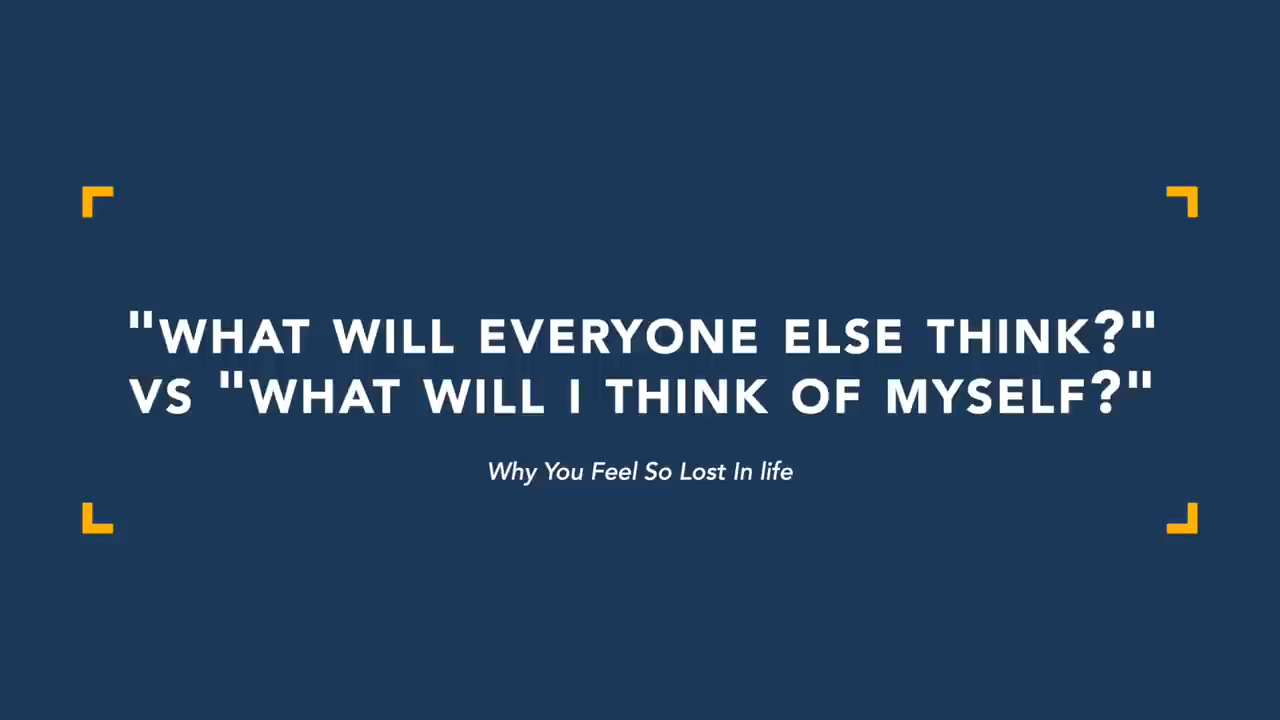 "WHAT WILL EVERYONE ELSE THINK?"
VS "WHAT WILL I THINK OF MYSELF?"
Why You Feel So Lost In life